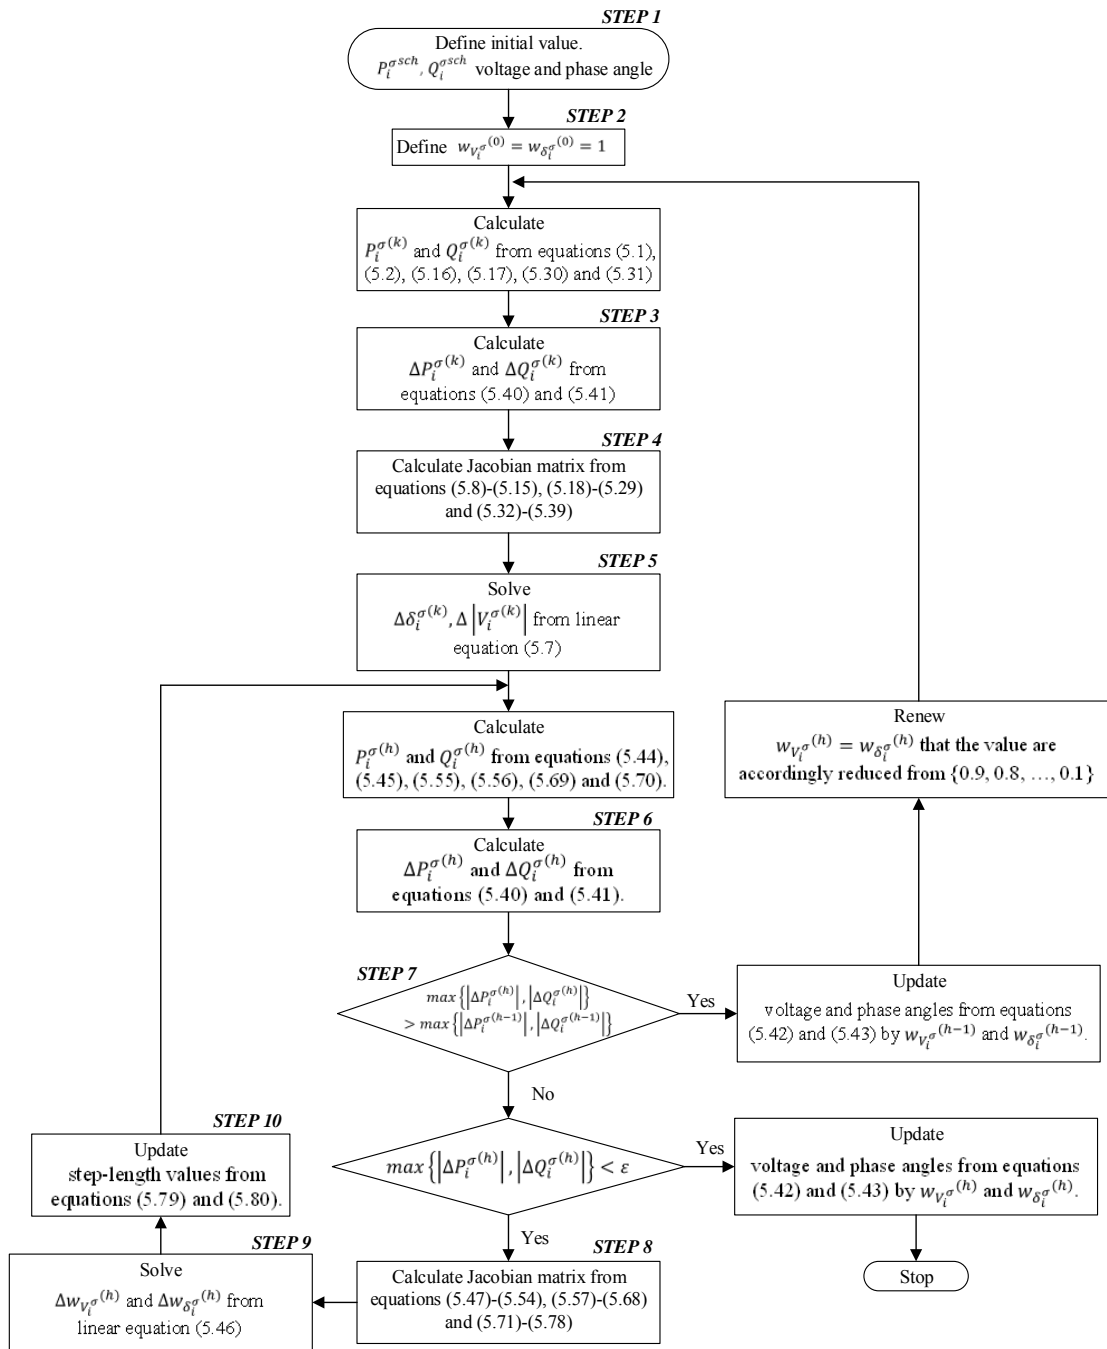 STEP 1
Define initial value.
P_i^{σ^{sch}}, Q_i^{σ^{sch}} voltage and phase angle
STEP 2
Define w_{V_i^σ}^{(0)} = w_{δ_i^σ}^{(0)} = 1
Calculate
P_i^{σ(k)} and Q_i^{σ(k)} from equations (5.1),
(5.2), (5.16), (5.17), (5.30) and (5.31)
STEP 3
Calculate
ΔP_i^{σ(k)} and ΔQ_i^{σ(k)} from
equations (5.40) and (5.41)
STEP 4
Calculate Jacobian matrix from
equations (5.8)-(5.15), (5.18)-(5.29)
and (5.32)-(5.39)
STEP 5
Solve
Δδ_i^{σ(k)}, Δ|V_i^{σ(k)}| from linear
equation (5.7)
Calculate
P_i^{σ(h)} and Q_i^{σ(h)} from equations (5.44),
(5.45), (5.55), (5.56), (5.69) and (5.70).
Renew
w_{V_i^σ}^{(h)} = w_{δ_i^σ}^{(h)} that the value are
accordingly reduced from {0.9, 0.8, …, 0.1}
STEP 6
Calculate
ΔP_i^{σ(h)} and ΔQ_i^{σ(h)} from
equations (5.40) and (5.41).
STEP 7
max{|ΔP_i^{σ(h)}|, |ΔQ_i^{σ(h)}|}
> max{|ΔP_i^{σ(h-1)}|, |ΔQ_i^{σ(h-1)}|}
Yes
Update
voltage and phase angles from equations
(5.42) and (5.43) by w_{V_i^σ}^{(h-1)} and w_{δ_i^σ}^{(h-1)}.
No
max{|ΔP_i^{σ(h)}|, |ΔQ_i^{σ(h)}|} < ε
Yes
Update
voltage and phase angles from equations
(5.42) and (5.43) by w_{V_i^σ}^{(h)} and w_{δ_i^σ}^{(h)}.
Stop
Yes
STEP 8
Calculate Jacobian matrix from
equations (5.47)-(5.54), (5.57)-(5.68)
and (5.71)-(5.78)
STEP 9
Solve
Δw_{V_i^σ}^{(h)} and Δw_{δ_i^σ}^{(h)} from
linear equation (5.46)
STEP 10
Update
step-length values from
equations (5.79) and (5.80).